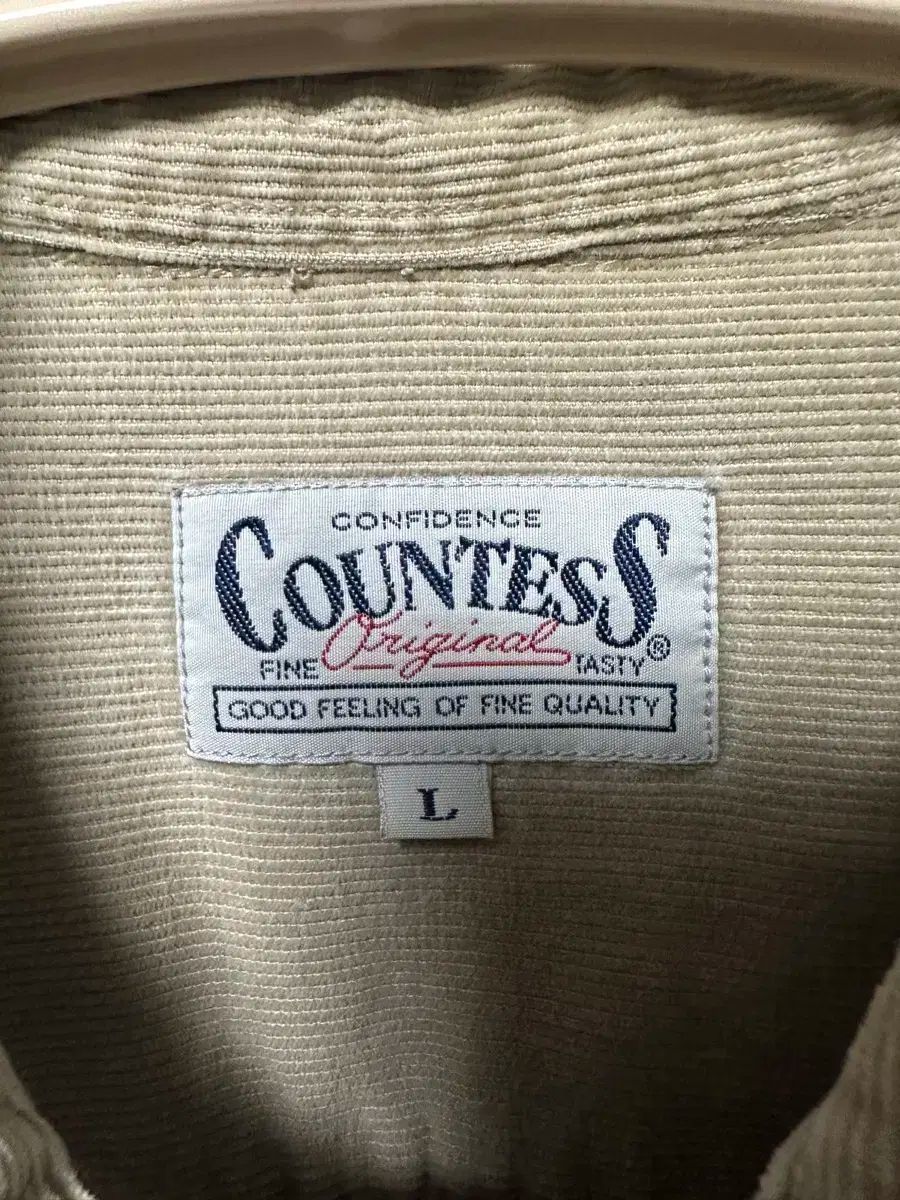 CONFIDENCE
COUNTESS
Original
FINE TASTY®
GOOD FEELING OF FINE QUALITY
L